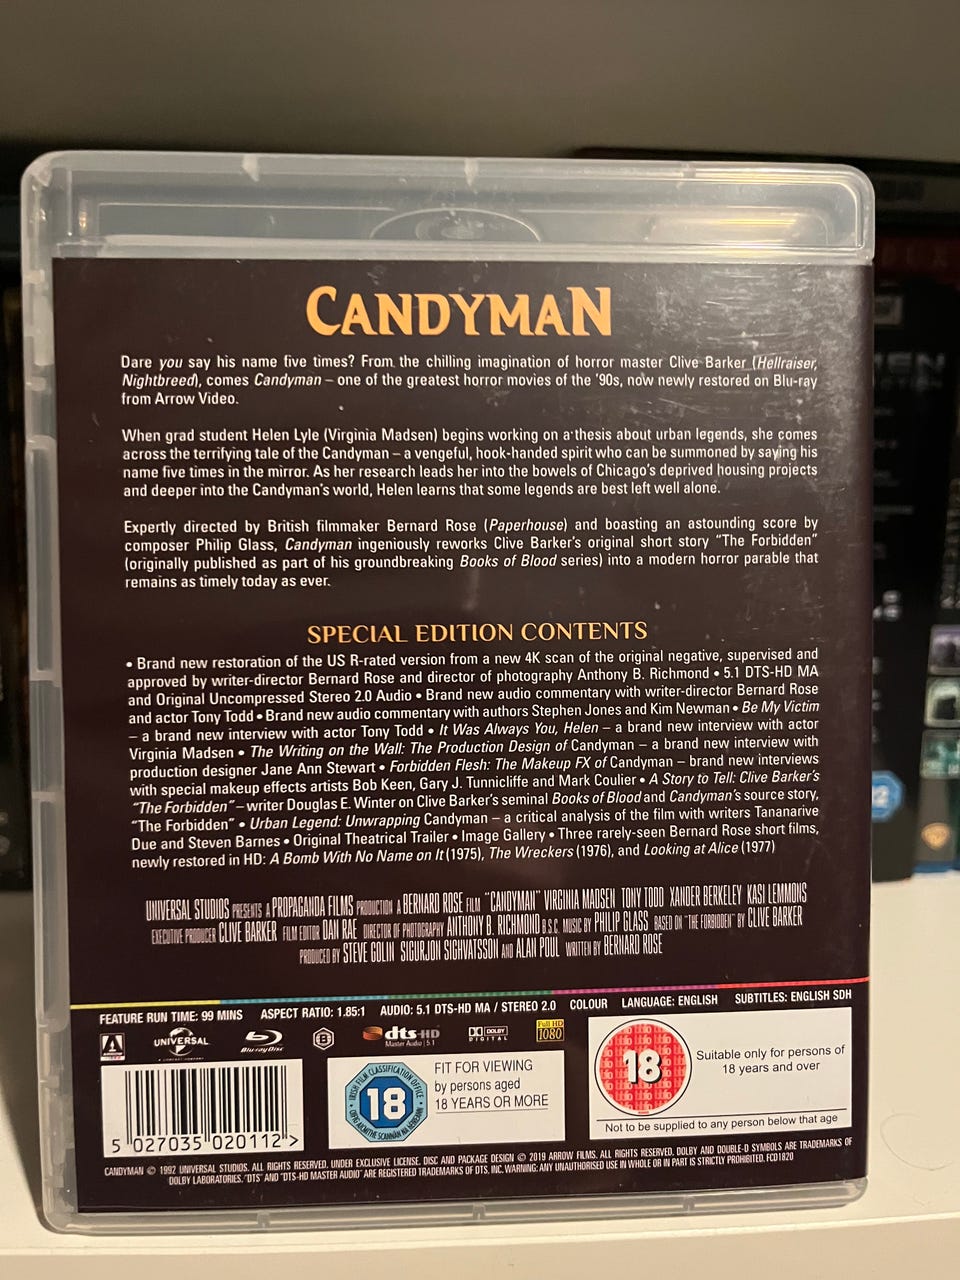 CANDYMAN
Dare you say his name five times? From the chilling imagination of horror master Clive Barker (Hellraiser,
Nightbreed), comes Candyman – one of the greatest horror movies of the '90s, now newly restored on Blu-ray
from Arrow Video.
When grad student Helen Lyle (Virginia Madsen) begins working on a thesis about urban legends, she comes
across the terrifying tale of the Candyman – a vengeful, hook-handed spirit who can be summoned by saying his
name five times in the mirror. As her research leads her into the bowels of Chicago's deprived housing projects
and deeper into the Candyman's world, Helen learns that some legends are best left well alone.
Expertly directed by British filmmaker Bernard Rose (Paperhouse) and boasting an astounding score by
composer Philip Glass, Candyman ingeniously reworks Clive Barker's original short story "The Forbidden"
(originally published as part of his groundbreaking Books of Blood series) into a modern horror parable that
remains as timely today as ever.
SPECIAL EDITION CONTENTS
• Brand new restoration of the US R-rated version from a new 4K scan of the original negative, supervised and
approved by writer-director Bernard Rose and director of photography Anthony B. Richmond • 5.1 DTS-HD MA
and Original Uncompressed Stereo 2.0 Audio • Brand new audio commentary with writer-director Bernard Rose
and actor Tony Todd • Brand new audio commentary with authors Stephen Jones and Kim Newman • Be My Victim
– a brand new interview with actor Tony Todd • It Was Always You, Helen – a brand new interview with actor
Virginia Madsen • The Writing on the Wall: The Production Design of Candyman – a brand new interview with
production designer Jane Ann Stewart • Forbidden Flesh: The Makeup FX of Candyman – brand new interviews
with special makeup effects artists Bob Keen, Gary J. Tunnicliffe and Mark Coulier • A Story to Tell: Clive Barker's
"The Forbidden" – writer Douglas E. Winter on Clive Barker's seminal Books of Blood and Candyman's source story,
"The Forbidden" • Urban Legend: Unwrapping Candyman – a critical analysis of the film with writers Tananarive
Due and Steven Barnes • Original Theatrical Trailer • Image Gallery • Three rarely-seen Bernard Rose short films,
newly restored in HD: A Bomb With No Name on It (1975), The Wreckers (1976), and Looking at Alice (1977)
UNIVERSAL STUDIOS PRESENTS A PROPAGANDA FILMS PRODUCTION A BERNARD ROSE FILM "CANDYMAN" VIRGINIA MADSEN TONY TODD XANDER BERKELEY KASI LEMMONS
EXECUTIVE PRODUCER CLIVE BARKER FILM EDITOR DAN RAE DIRECTOR OF PHOTOGRAPHY ANTHONY B. RICHMOND B.S.C. MUSIC BY PHILIP GLASS BASED ON "THE FORBIDDEN" BY CLIVE BARKER
PRODUCED BY STEVE GOLIN SIGURJON SIGHVATSSON AND ALAN POUL WRITTEN BY BERNARD ROSE
FEATURE RUN TIME: 99 MINS ASPECT RATIO: 1.85:1 AUDIO: 5.1 DTS-HD MA / STEREO 2.0 COLOUR LANGUAGE: ENGLISH SUBTITLES: ENGLISH SDH
ARROW UNIVERSAL Blu-ray Disc B dts-HD Master Audio 5.1 DOLBY DIGITAL Full HD 1080
IRISH FILM CLASSIFICATION OFFICE
18
FIT FOR VIEWING
by persons aged
18 YEARS OR MORE
18
Suitable only for persons of
18 years and over
Not to be supplied to any person below that age
5 027035 020112 >
CANDYMAN © 1992 UNIVERSAL STUDIOS. ALL RIGHTS RESERVED. UNDER EXCLUSIVE LICENSE. DISC AND PACKAGE DESIGN © 2019 ARROW FILMS. ALL RIGHTS RESERVED. DOLBY AND DOUBLE-D SYMBOLS ARE TRADEMARKS OF
DOLBY LABORATORIES. "DTS" AND "DTS-HD MASTER AUDIO" ARE REGISTERED TRADEMARKS OF DTS, INC. WARNING: ANY UNAUTHORISED USE IN WHOLE OR IN PART IS STRICTLY PROHIBITED. FCD1820